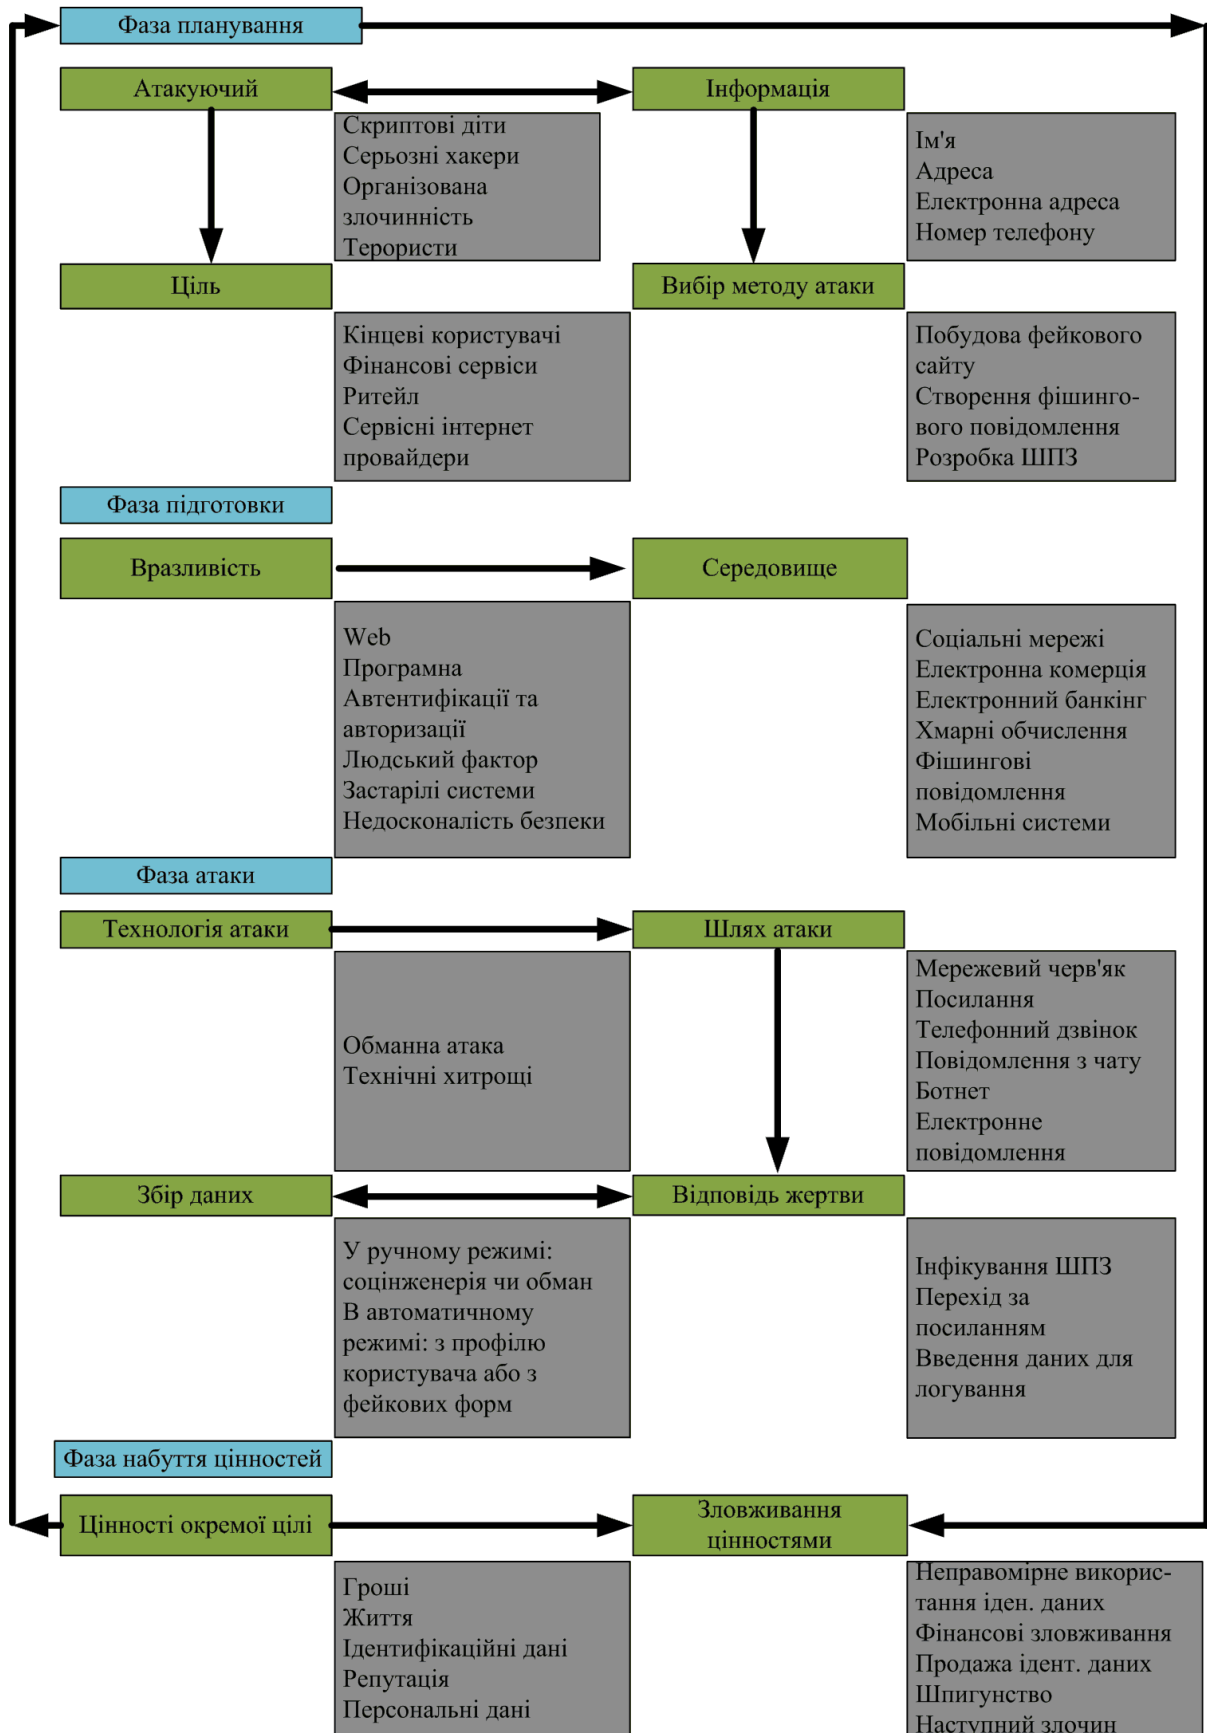 Фаза планування
Атакуючий
Інформація
Скриптові діти
Серьозні хакери
Організована
злочинність
Терористи
Ім'я
Адреса
Електронна адреса
Номер телефону
Ціль
Вибір методу атаки
Кінцеві користувачі
Фінансові сервіси
Ритейл
Сервісні інтернет
провайдери
Побудова фейкового
сайту
Створення фішинго-
вого повідомлення
Розробка ШПЗ
Фаза підготовки
Вразливість
Середовище
Web
Програмна
Автентифікації та
авторизації
Людський фактор
Застарілі системи
Недосконалість безпеки
Соціальні мережі
Електронна комерція
Електронний банкінг
Хмарні обчислення
Фішингові
повідомлення
Мобільні системи
Фаза атаки
Технологія атаки
Шлях атаки
Обманна атака
Технічні хитрощі
Мережевий черв'як
Посилання
Телефонний дзвінок
Повідомлення з чату
Ботнет
Електронне
повідомлення
Збір даних
Відповідь жертви
У ручному режимі:
соцінженерія чи обман
В автоматичному
режимі: з профілю
користувача або з
фейкових форм
Інфікування ШПЗ
Перехід за
посиланням
Введення даних для
логування
Фаза набуття цінностей
Цінності окремої цілі
Зловживання
цінностями
Гроші
Життя
Ідентифікаційні дані
Репутація
Персональні дані
Неправомірне викорис-
тання іден. даних
Фінансові зловживання
Продажа ідент. даних
Шпигунство
Наступний злочин